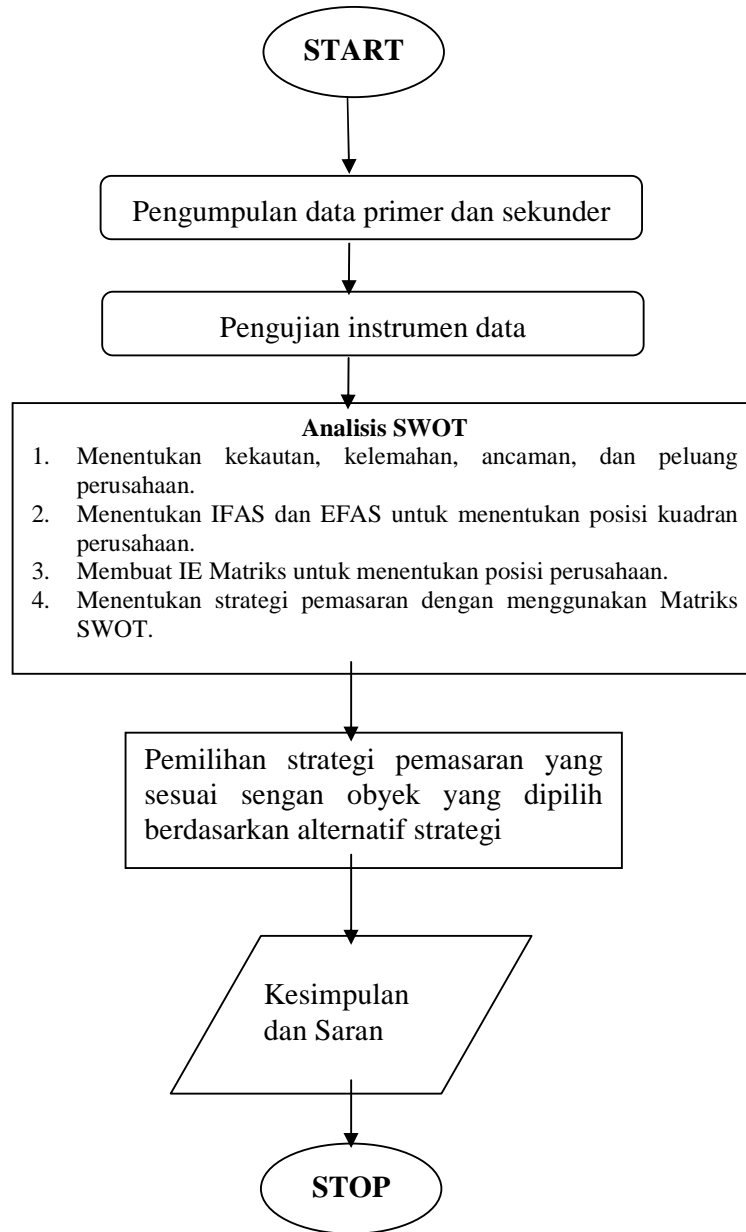 START
Pengumpulan data primer dan sekunder
Pengujian instrumen data
Analisis SWOT
1. Menentukan kekautan, kelemahan, ancaman, dan peluang
perusahaan.
2. Menentukan IFAS dan EFAS untuk menentukan posisi kuadran
perusahaan.
3. Membuat IE Matriks untuk menentukan posisi perusahaan.
4. Menentukan strategi pemasaran dengan menggunakan Matriks
SWOT.
Pemilihan strategi pemasaran yang
sesuai sengan obyek yang dipilih
berdasarkan alternatif strategi
Kesimpulan
dan Saran
STOP